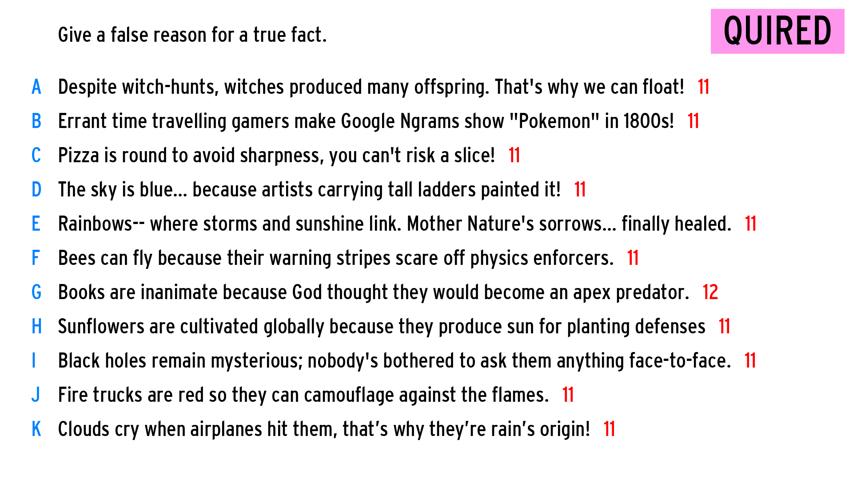 QUIRED
Give a false reason for a true fact.
A Despite witch-hunts, witches produced many offspring. That's why we can float! 11
B Errant time travelling gamers make Google Ngrams show "Pokemon" in 1800s! 11
C Pizza is round to avoid sharpness, you can't risk a slice! 11
D The sky is blue... because artists carrying tall ladders painted it! 11
E Rainbows-- where storms and sunshine link. Mother Nature's sorrows... finally healed. 11
F Bees can fly because their warning stripes scare off physics enforcers. 11
G Books are inanimate because God thought they would become an apex predator. 12
H Sunflowers are cultivated globally because they produce sun for planting defenses 11
I Black holes remain mysterious; nobody's bothered to ask them anything face-to-face. 11
J Fire trucks are red so they can camouflage against the flames. 11
K Clouds cry when airplanes hit them, that’s why they’re rain’s origin! 11